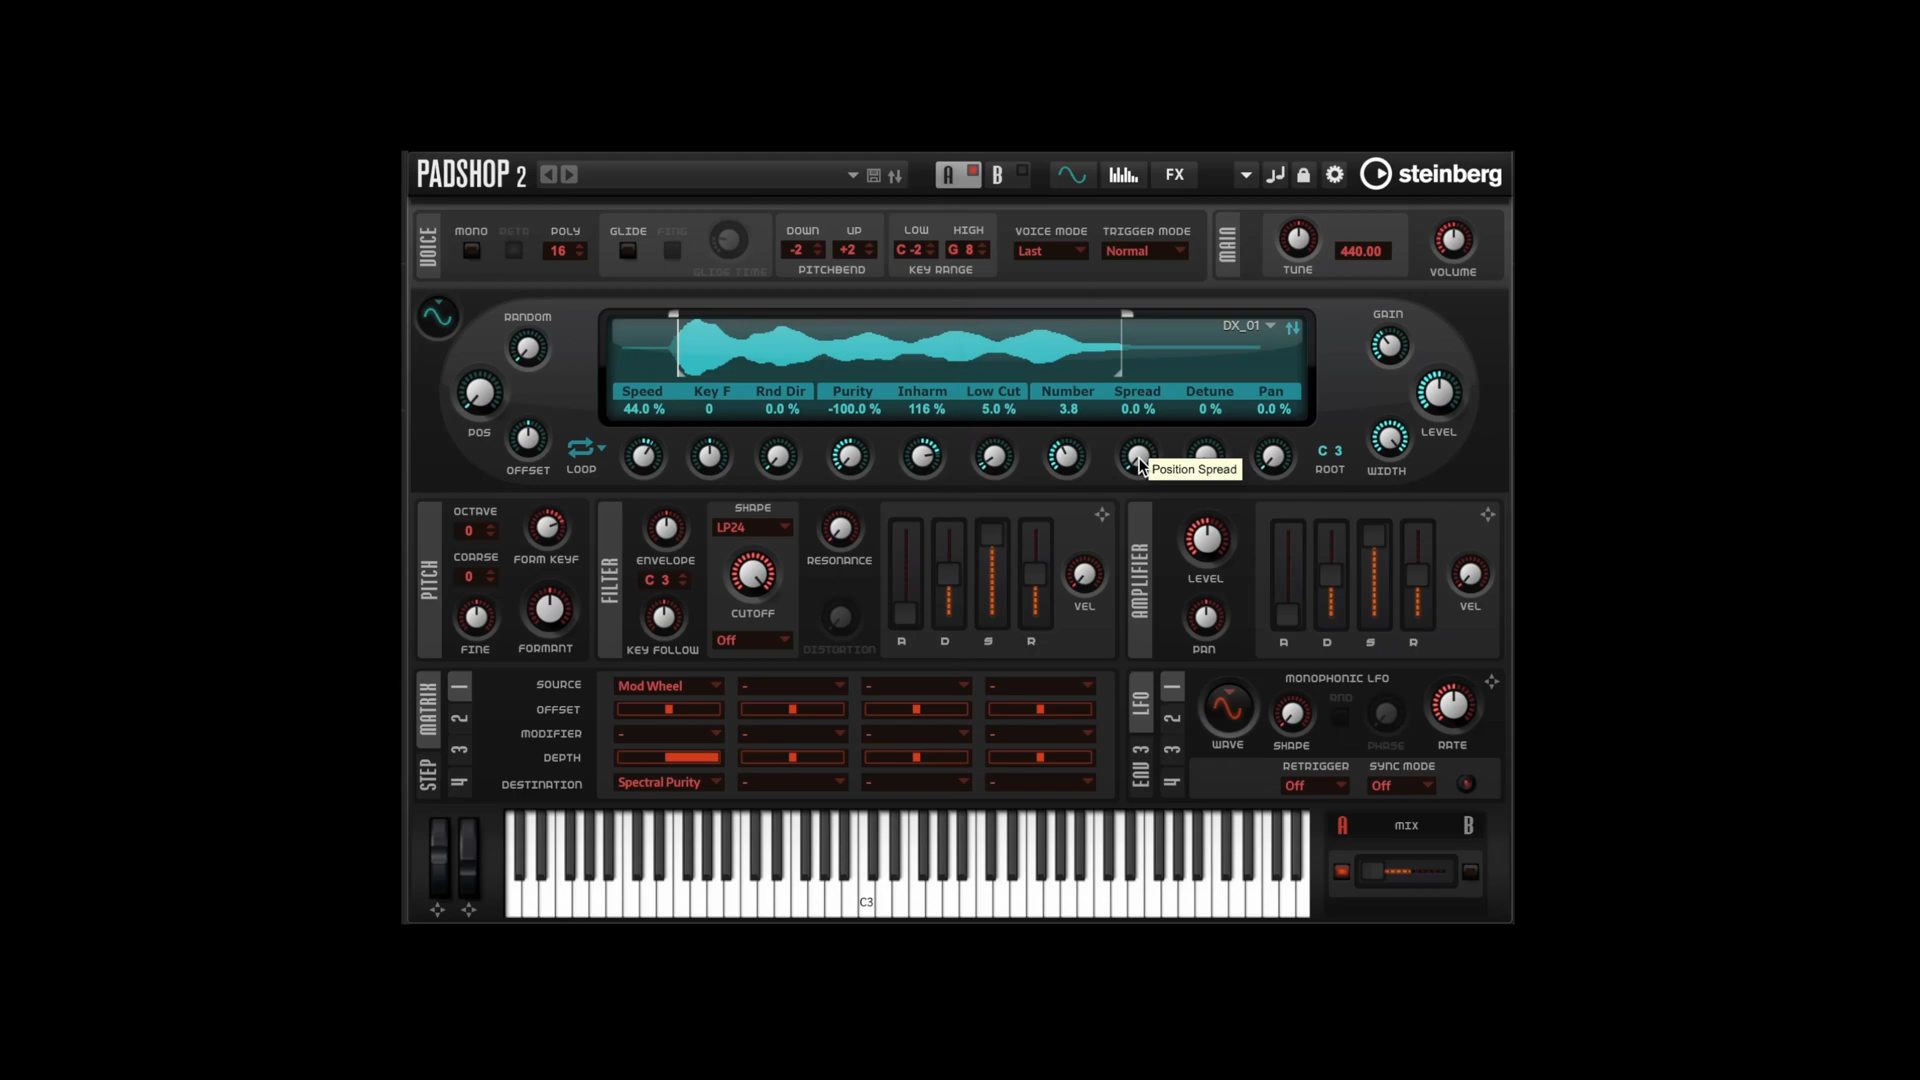 PADSHOP 2
A
B
FX
steinberg
VOICE
MONO
RETR
POLY
16
GLIDE
FING
GLIDE TIME
DOWN
UP
-2
+2
PITCHBEND
LOW
HIGH
C -2
G 8
KEY RANGE
VOICE MODE
Last
TRIGGER MODE
Normal
MAIN
TUNE
440.00
VOLUME
RANDOM
POS
OFFSET
LOOP
DX_01
Speed Key F Rnd Dir Purity Inharm Low Cut Number Spread Detune Pan
44.0 % 0 0.0 % -100.0 % 116 % 5.0 % 3.8 0.0 % 0 % 0.0 %
Position Spread
C 3
ROOT
GAIN
LEVEL
WIDTH
PITCH
OCTAVE
0
COARSE
0
FINE
FORM KEYF
FORMANT
FILTER
ENVELOPE
C 3
KEY FOLLOW
SHAPE
LP24
CUTOFF
Off
RESONANCE
DISTORTION
A D S R
VEL
AMPLIFIER
LEVEL
PAN
A D S R
VEL
MATRIX
STEP
1
2
3
4
SOURCE
Mod Wheel - - -
OFFSET
MODIFIER
- - - -
DEPTH
DESTINATION
Spectral Purity - - -
LFO
ENV 3
1
2
3
4
MONOPHONIC LFO
WAVE
SHAPE
RND
PHASE
RATE
RETRIGGER
Off
SYNC MODE
Off
C3
A MIX B